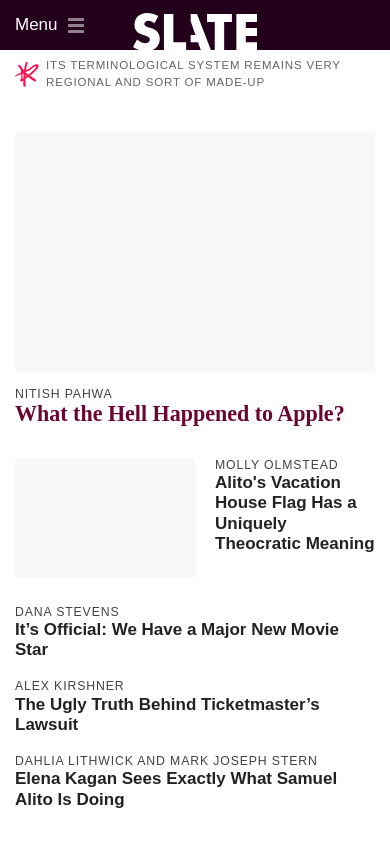 Menu
SLATE
ITS TERMINOLOGICAL SYSTEM REMAINS VERY
REGIONAL AND SORT OF MADE-UP
NITISH PAHWA
What the Hell Happened to Apple?
MOLLY OLMSTEAD
Alito's Vacation
House Flag Has a
Uniquely
Theocratic Meaning
DANA STEVENS
It’s Official: We Have a Major New Movie
Star
ALEX KIRSHNER
The Ugly Truth Behind Ticketmaster’s
Lawsuit
DAHLIA LITHWICK AND MARK JOSEPH STERN
Elena Kagan Sees Exactly What Samuel
Alito Is Doing